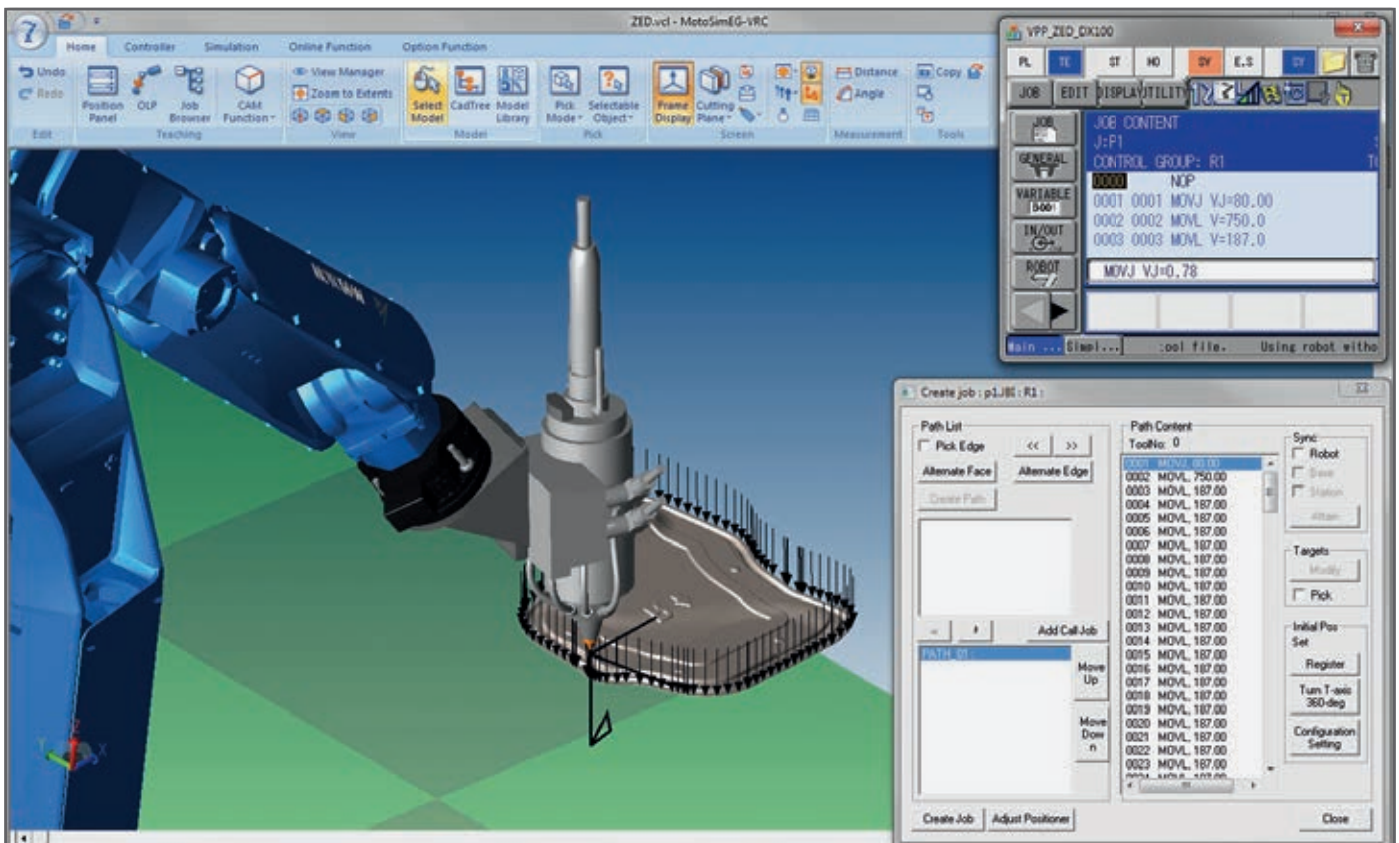 ZED.vcl - MotoSimEG-VRC
Home Controller Simulation Online Function Option Function
Undo
Redo
Edit
Position Panel
OLP
Job Browser
CAM Function
Teaching
View Manager
Zoom to Extents
View
Select Model
CadTree
Model Library
Model
Pick Mode
Selectable Object
Pick
Frame Display
Cutting Plane
Screen
Distance
Angle
Measurement
Copy
Tools
VPP_ZED_DX100
PL TE ST HO SV E.S SV
JOB EDIT DISPLAY UTILITY
JOB
GENERAL
VARIABLE
B001
IN/OUT
ROBOT
JOB CONTENT
J:P1
CONTROL GROUP: R1
0000 NOP
0001 0001 MOVJ VJ=80.00
0002 0002 MOVL V=750.0
0003 0003 MOVL V=187.0
MOVJ VJ=0.78
Main ... Simpl... :ool file. Using robot witho
Create job : p1.JBI : R1 :
Path List
Pick Edge << >>
Alternate Face Alternate Edge
Create Path
Add Call Job
PATH_01
Move Up
Move Down
Create Job Adjust Positioner
Path Content
ToolNo: 0
0001 MOVJ, 80.00
0002 MOVL, 750.00
0003 MOVL, 187.00
0004 MOVL, 187.00
0005 MOVL, 187.00
0006 MOVL, 187.00
0007 MOVL, 187.00
0008 MOVL, 187.00
0009 MOVL, 187.00
0010 MOVL, 187.00
0011 MOVL, 187.00
0012 MOVL, 187.00
0013 MOVL, 187.00
0014 MOVL, 187.00
0015 MOVL, 187.00
0016 MOVL, 187.00
0017 MOVL, 187.00
0018 MOVL, 187.00
0019 MOVL, 187.00
0020 MOVL, 187.00
0021 MOVL, 187.00
0022 MOVL, 187.00
0023 MOVL, 187.00
0024 MOVL, 187.00
Sync
Robot
Base
Station
Attain
Targets
Modify
Pick
Initial Pos
Set
Register
Turn T-axis 360-deg
Configuration Setting
Close
X
Y
Z